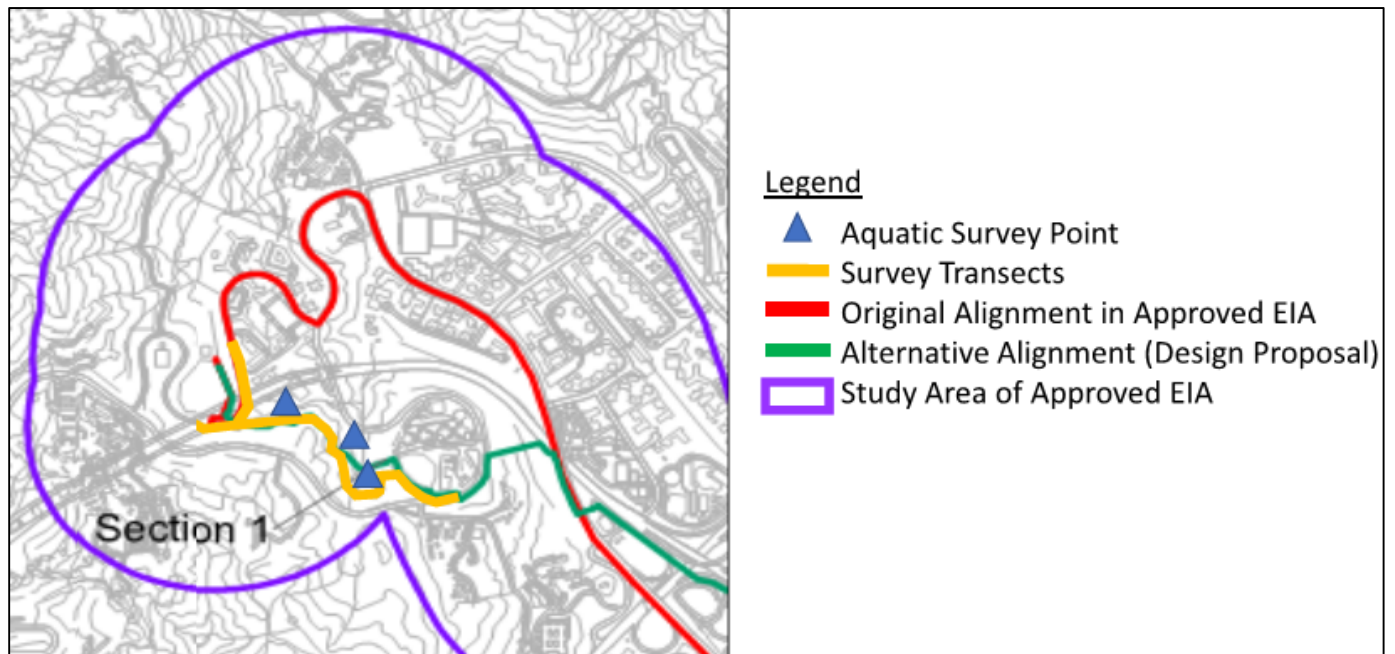 Section 1
Legend
Aquatic Survey Point
Survey Transects
Original Alignment in Approved EIA
Alternative Alignment (Design Proposal)
Study Area of Approved EIA